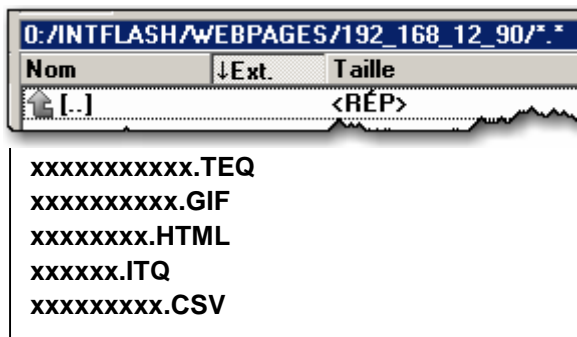 0:/INTFLASH/WEBPAGES/192_168_12_90/*.*
Nom ↓Ext. Taille
[..] <RÉP>
xxxxxxxxxxx.TEQ
xxxxxxxxxx.GIF
xxxxxxxx.HTML
xxxxxx.ITQ
xxxxxxxxx.CSV